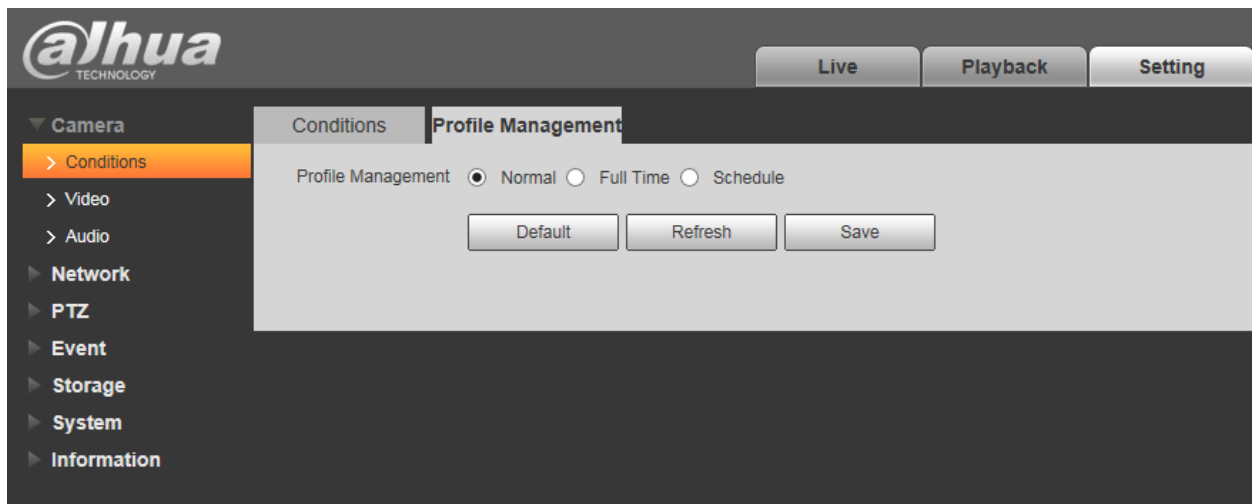 alhua
TECHNOLOGY
Live Playback Setting
Camera
Conditions
Video
Audio
Network
PTZ
Event
Storage
System
Information
Conditions Profile Management
Profile Management Normal Full Time Schedule
Default Refresh Save